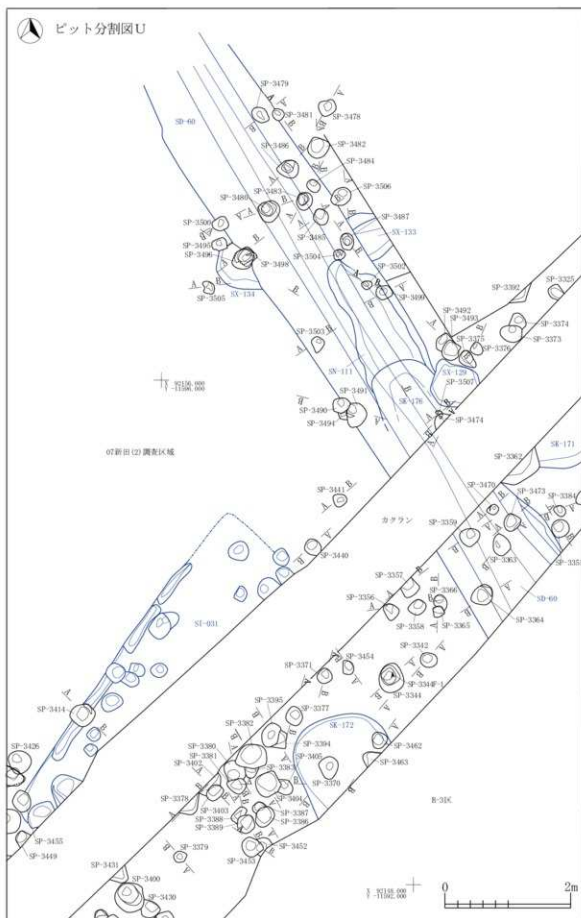 ピット分割図U
SP-3479
SP-3481
SP-3478
SD-60
SP-3486
SP-3482
SP-3484
SP-3483
SP-3506
SP-3480
SP-3487
SP-3500
SX-133
SP-3485
SP-3495
SP-3496
SP-3504
SP-3498
SP-3502
SP-3499
SX-134
SP-3505
SP-3392
SP-3325
SP-3492
SP-3493
SP-3374
SP-3375
SP-3373
SP-3376
SP-3503
SN-111
SX-129
SP-3507
X 92156.000
SP-3491
SK-176
SP-3490
SP-3474
SP-3494
07新田(2)調査区域
SK-171
SP-3362
SP-3470
SP-3473
SP-3384
SP-3441
カクラン
SP-3359
SP-3440
SP-3363
SP-3357
SP-3366
SP-3356
SD-60
SI-031
SP-3358
SP-3365
SP-3364
SP-3342
SP-3454
SP-3371
SP-3344P-1
SP-3344
SP-3414
SP-3395
SP-3377
SP-3382
SK-172
SP-3380
SP-3394
SP-3462
SP-3426
SP-3381
SP-3405
SP-3402
SP-3463
SP-3370
SP-3378
SP-3404
B-3区
SP-3403
SP-3387
SP-3388
SP-3386
SP-3389
SP-3455
SP-3449
SP-3379
SP-3452
SP-3453
SP-3431
SP-3400
SP-3430
0 2m